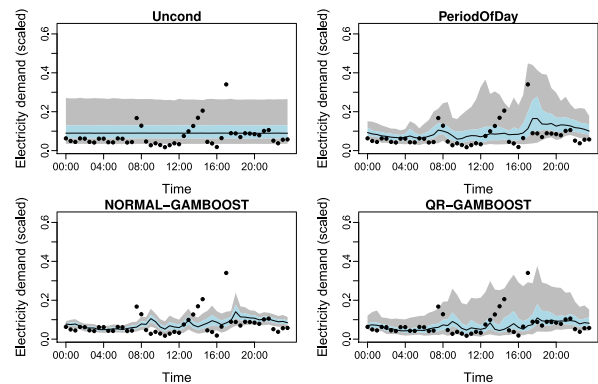 Uncond
PeriodOfDay
Electricity demand (scaled)
0.0 0.2 0.4 0.6
00:00 04:00 08:00 12:00 16:00 20:00
Time
Electricity demand (scaled)
0.0 0.2 0.4 0.6
00:00 04:00 08:00 12:00 16:00 20:00
Time
NORMAL−GAMBOOST
QR−GAMBOOST
Electricity demand (scaled)
0.0 0.2 0.4 0.6
00:00 04:00 08:00 12:00 16:00 20:00
Time
Electricity demand (scaled)
0.0 0.2 0.4 0.6
00:00 04:00 08:00 12:00 16:00 20:00
Time